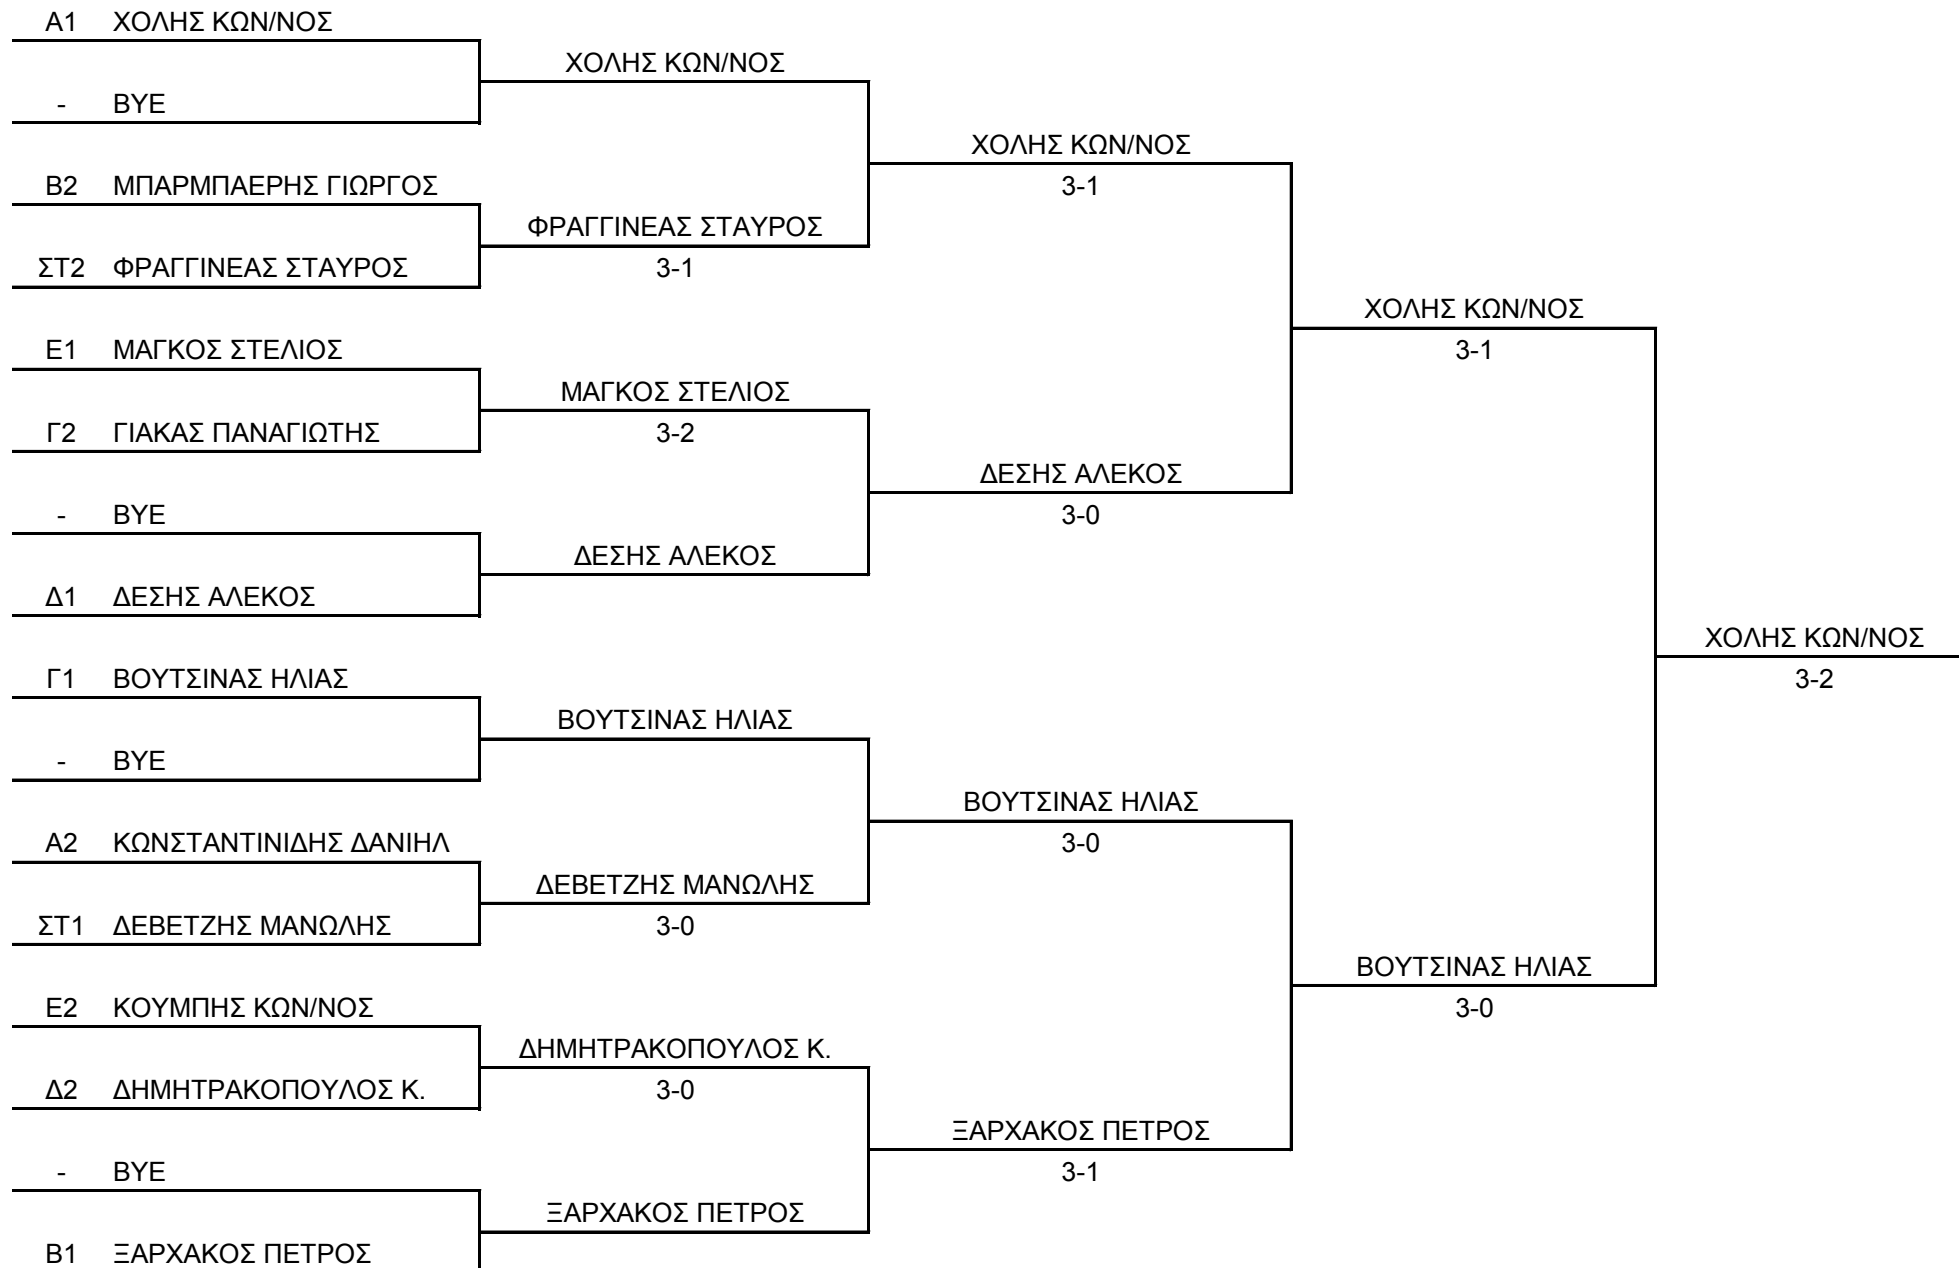 Α1 ΧΟΛΗΣ ΚΩΝ/ΝΟΣ
ΧΟΛΗΣ ΚΩΝ/ΝΟΣ
- BYE
ΧΟΛΗΣ ΚΩΝ/ΝΟΣ
3-1
Β2 ΜΠΑΡΜΠΑΕΡΗΣ ΓΙΩΡΓΟΣ
ΦΡΑΓΓΙΝΕΑΣ ΣΤΑΥΡΟΣ
3-1
ΣΤ2 ΦΡΑΓΓΙΝΕΑΣ ΣΤΑΥΡΟΣ
ΧΟΛΗΣ ΚΩΝ/ΝΟΣ
3-1
Ε1 ΜΑΓΚΟΣ ΣΤΕΛΙΟΣ
ΜΑΓΚΟΣ ΣΤΕΛΙΟΣ
3-2
Γ2 ΓΙΑΚΑΣ ΠΑΝΑΓΙΩΤΗΣ
ΔΕΣΗΣ ΑΛΕΚΟΣ
3-0
- BYE
ΔΕΣΗΣ ΑΛΕΚΟΣ
Δ1 ΔΕΣΗΣ ΑΛΕΚΟΣ
ΧΟΛΗΣ ΚΩΝ/ΝΟΣ
3-2
Γ1 ΒΟΥΤΣΙΝΑΣ ΗΛΙΑΣ
ΒΟΥΤΣΙΝΑΣ ΗΛΙΑΣ
- BYE
ΒΟΥΤΣΙΝΑΣ ΗΛΙΑΣ
3-0
Α2 ΚΩΝΣΤΑΝΤΙΝΙΔΗΣ ΔΑΝΙΗΛ
ΔΕΒΕΤΖΗΣ ΜΑΝΩΛΗΣ
3-0
ΣΤ1 ΔΕΒΕΤΖΗΣ ΜΑΝΩΛΗΣ
ΒΟΥΤΣΙΝΑΣ ΗΛΙΑΣ
3-0
Ε2 ΚΟΥΜΠΗΣ ΚΩΝ/ΝΟΣ
ΔΗΜΗΤΡΑΚΟΠΟΥΛΟΣ Κ.
3-0
Δ2 ΔΗΜΗΤΡΑΚΟΠΟΥΛΟΣ Κ.
ΞΑΡΧΑΚΟΣ ΠΕΤΡΟΣ
3-1
- BYE
ΞΑΡΧΑΚΟΣ ΠΕΤΡΟΣ
Β1 ΞΑΡΧΑΚΟΣ ΠΕΤΡΟΣ